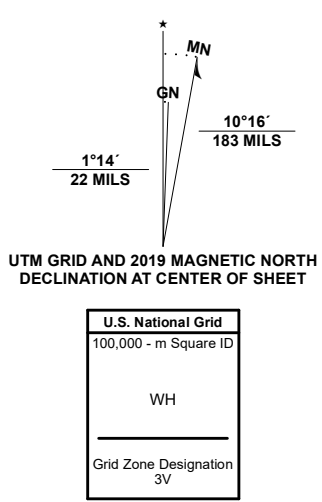 ★
MN
GN
10°16´
183 MILS
1°14´
22 MILS
UTM GRID AND 2019 MAGNETIC NORTH
DECLINATION AT CENTER OF SHEET
U.S. National Grid
100,000 - m Square ID
WH
Grid Zone Designation
3V